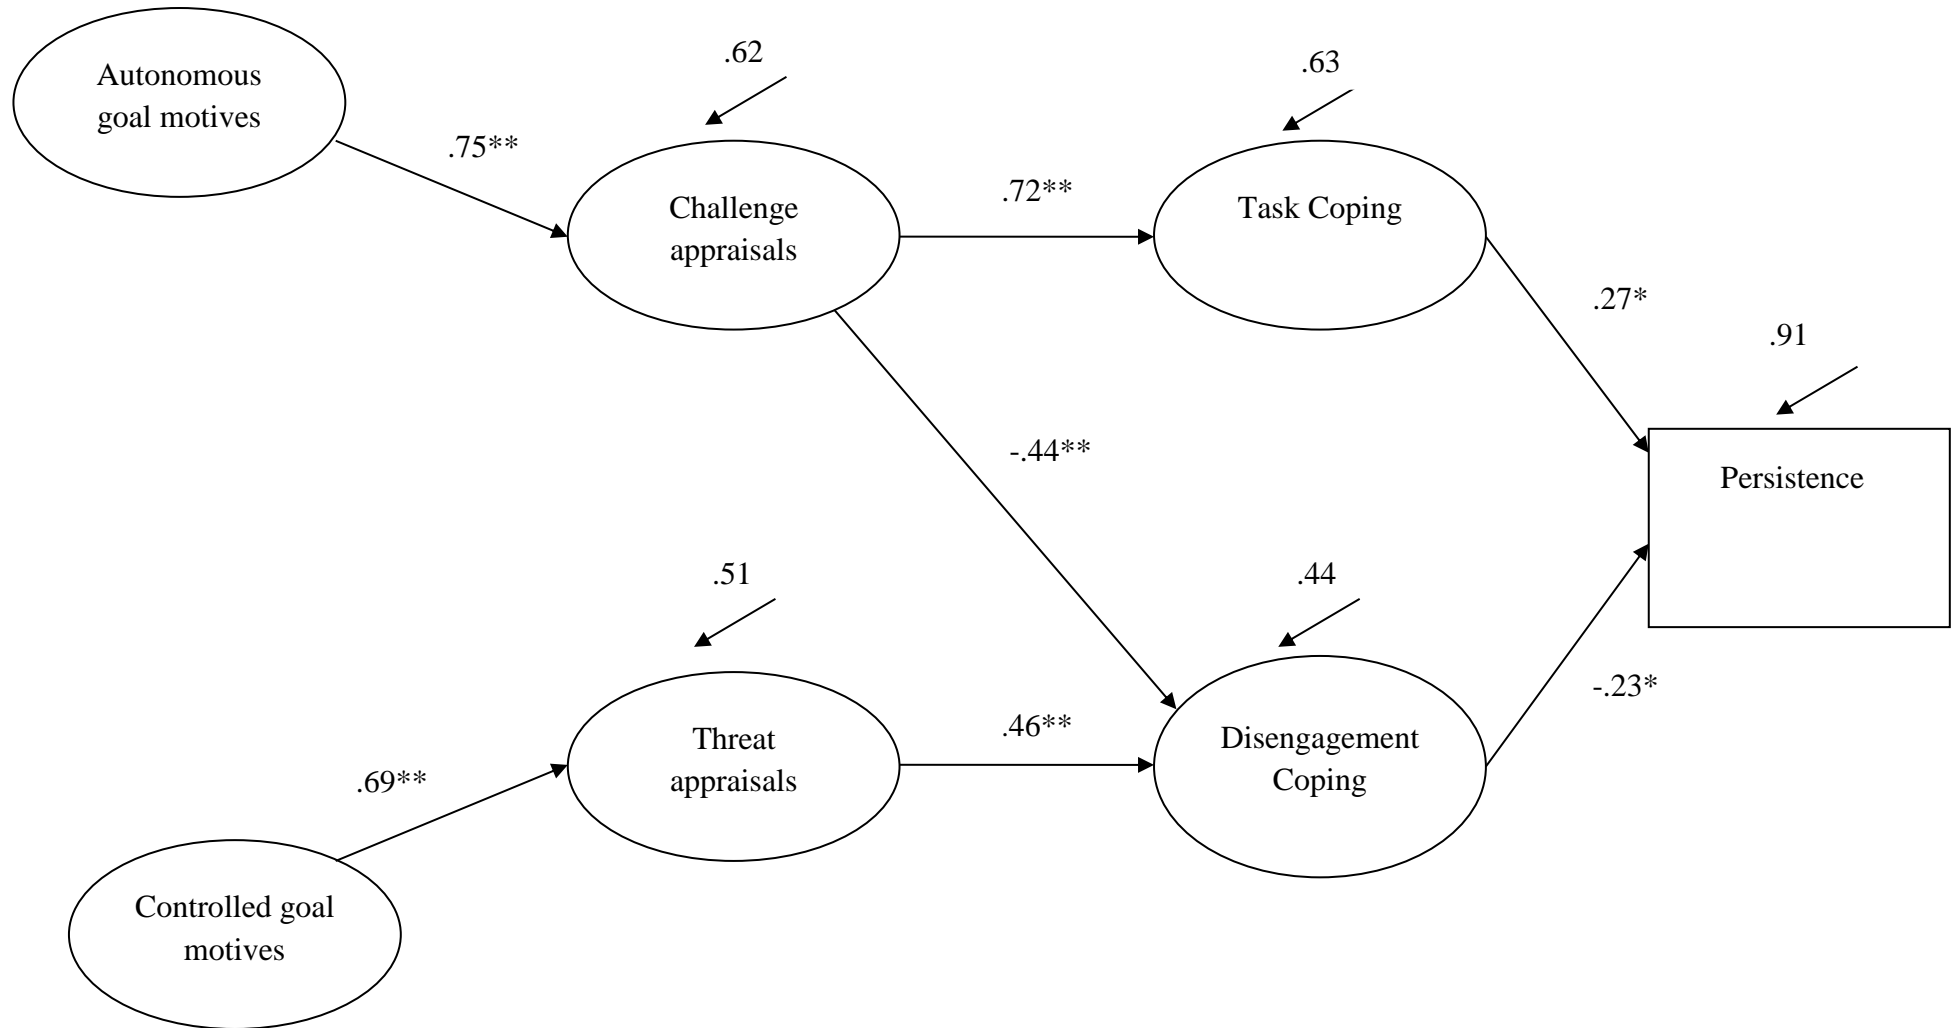 Autonomous
goal motives
.75**
.62
Challenge
appraisals
.72**
.63
Task Coping
.27*
.91
Persistence
-.44**
.51
Threat
appraisals
.46**
.44
Disengagement
Coping
-.23*
.69**
Controlled goal
motives